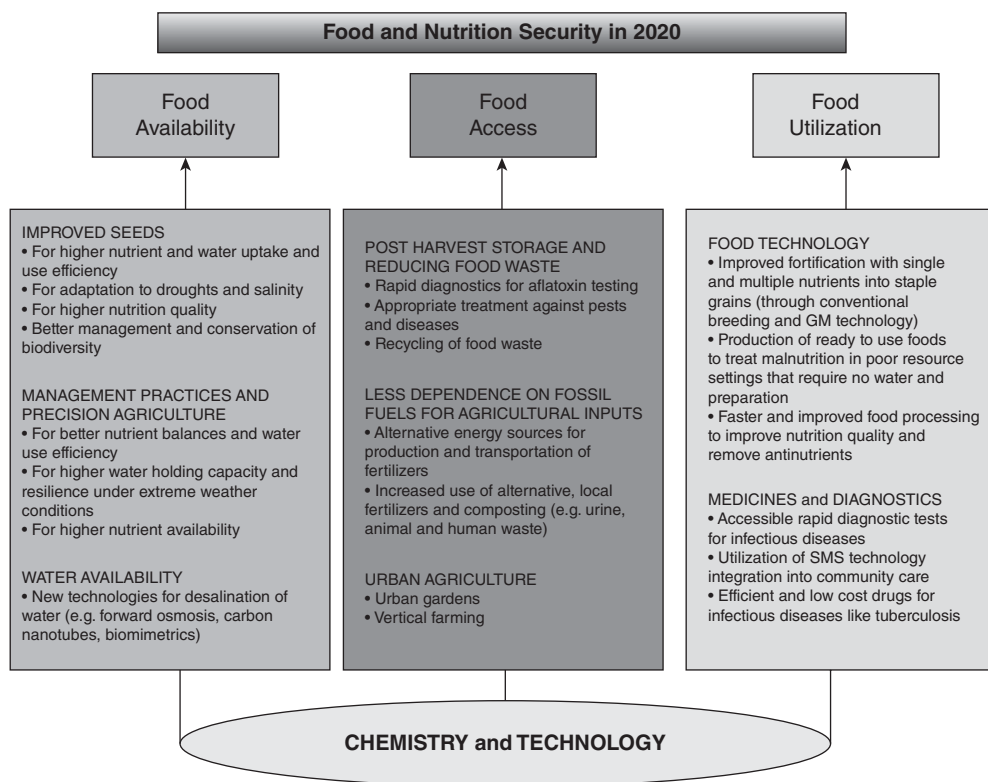 Food and Nutrition Security in 2020
Food
Availability
Food
Access
Food
Utilization
IMPROVED SEEDS
• For higher nutrient and water uptake and
use efficiency
• For adaptation to droughts and salinity
• For higher nutrition quality
• Better management and conservation of
biodiversity
MANAGEMENT PRACTICES AND
PRECISION AGRICULTURE
• For better nutrient balances and water
use efficiency
• For higher water holding capacity and
resilience under extreme weather
conditions
• For higher nutrient availability
WATER AVAILABILITY
• New technologies for desalination of
water (e.g. forward osmosis, carbon
nanotubes, biomimetrics)
POST HARVEST STORAGE AND
REDUCING FOOD WASTE
• Rapid diagnostics for aflatoxin testing
• Appropriate treatment against pests
and diseases
• Recycling of food waste
LESS DEPENDENCE ON FOSSIL
FUELS FOR AGRICULTURAL INPUTS
• Alternative energy sources for
production and transportation of
fertilizers
• Increased use of alternative, local
fertilizers and composting (e.g. urine,
animal and human waste)
URBAN AGRICULTURE
• Urban gardens
• Vertical farming
FOOD TECHNOLOGY
• Improved fortification with single
and multiple nutrients into staple
grains (through conventional
breeding and GM technology)
• Production of ready to use foods
to treat malnutrition in poor resource
settings that require no water and
preparation
• Faster and improved food processing
to improve nutrition quality and
remove antinutrients
MEDICINES and DIAGNOSTICS
• Accessible rapid diagnostic tests
for infectious diseases
• Utilization of SMS technology
integration into community care
• Efficient and low cost drugs for
infectious diseases like tuberculosis
CHEMISTRY and TECHNOLOGY